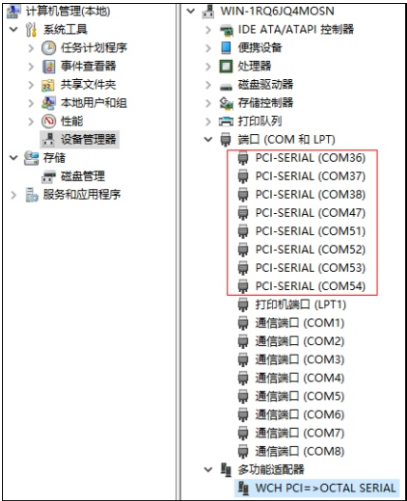 计算机管理(本地)
系统工具
任务计划程序
事件查看器
共享文件夹
本地用户和组
性能
设备管理器
存储
磁盘管理
服务和应用程序
WIN-1RQ6JQ4MOSN
IDE ATA/ATAPI 控制器
便携设备
处理器
磁盘驱动器
存储控制器
打印队列
端口 (COM 和 LPT)
PCI-SERIAL (COM36)
PCI-SERIAL (COM37)
PCI-SERIAL (COM38)
PCI-SERIAL (COM47)
PCI-SERIAL (COM51)
PCI-SERIAL (COM52)
PCI-SERIAL (COM53)
PCI-SERIAL (COM54)
打印机端口 (LPT1)
通信端口 (COM1)
通信端口 (COM2)
通信端口 (COM3)
通信端口 (COM4)
通信端口 (COM5)
通信端口 (COM6)
通信端口 (COM7)
通信端口 (COM8)
多功能适配器
WCH PCI=>OCTAL SERIAL